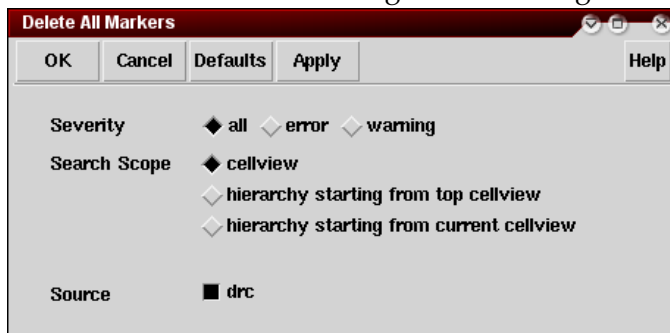 Delete All Markers
OK Cancel Defaults Apply Help
Severity all error warning
Search Scope cellview
hierarchy starting from top cellview
hierarchy starting from current cellview
Source drc